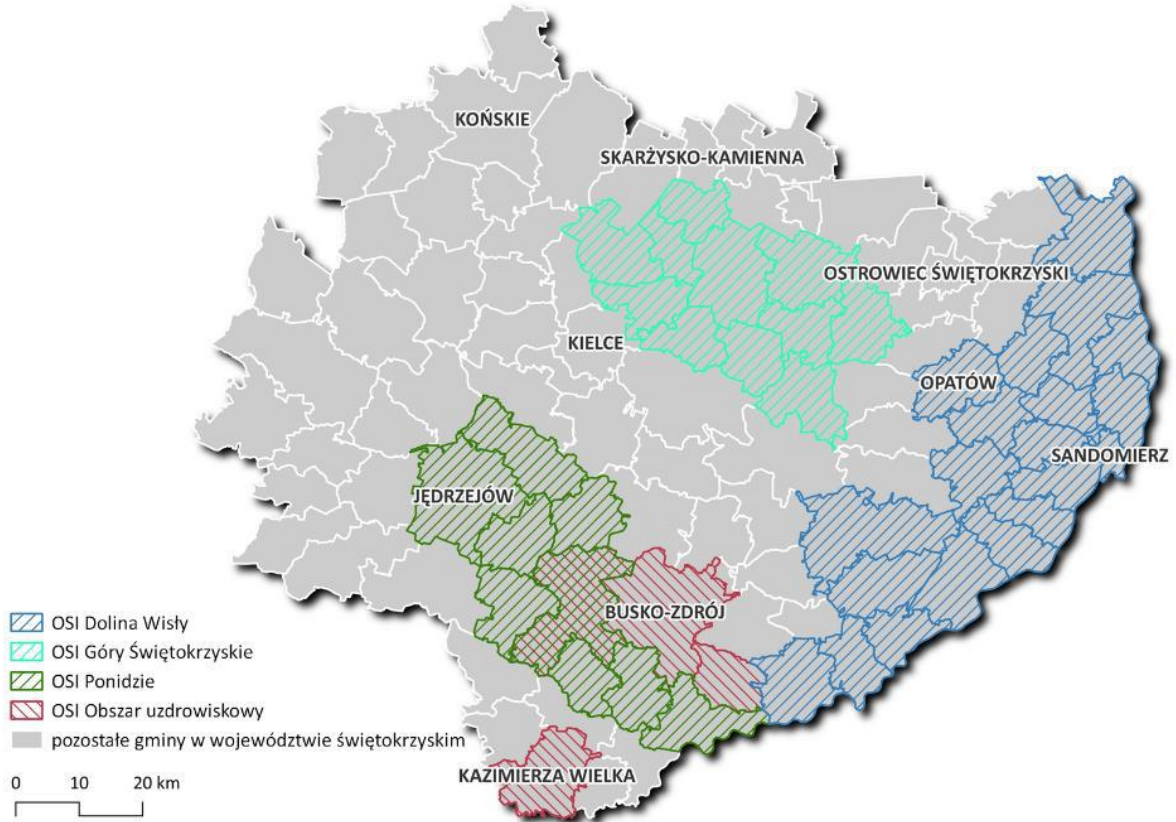 KOŃSKIE
SKARŻYSKO-KAMIENNA
OSTROWIEC ŚWIĘTOKRZYSKI
KIELCE
OPATÓW
SANDOMIERZ
JĘDRZEJÓW
BUSKO-ZDRÓJ
KAZIMIERZA WIELKA
OSI Dolina Wisły
OSI Góry Świętokrzyskie
OSI Ponidzie
OSI Obszar uzdrowiskowy
pozostałe gminy w województwie świętokrzyskim
0 10 20 km